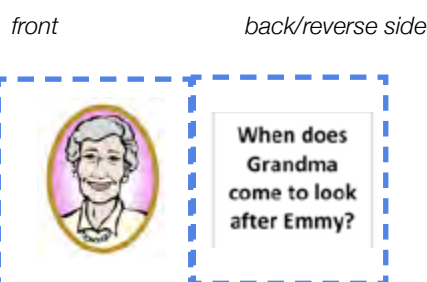 front
back/reverse side
When does
Grandma
come to look
after Emmy?